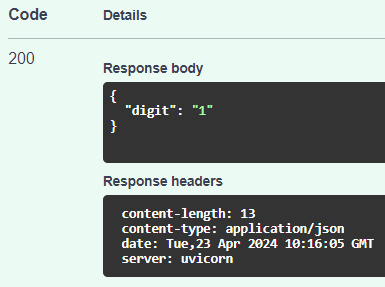 Code Details
200
Response body
{
"digit": "1"
}
Response headers
content-length: 13
content-type: application/json
date: Tue,23 Apr 2024 10:16:05 GMT
server: uvicorn